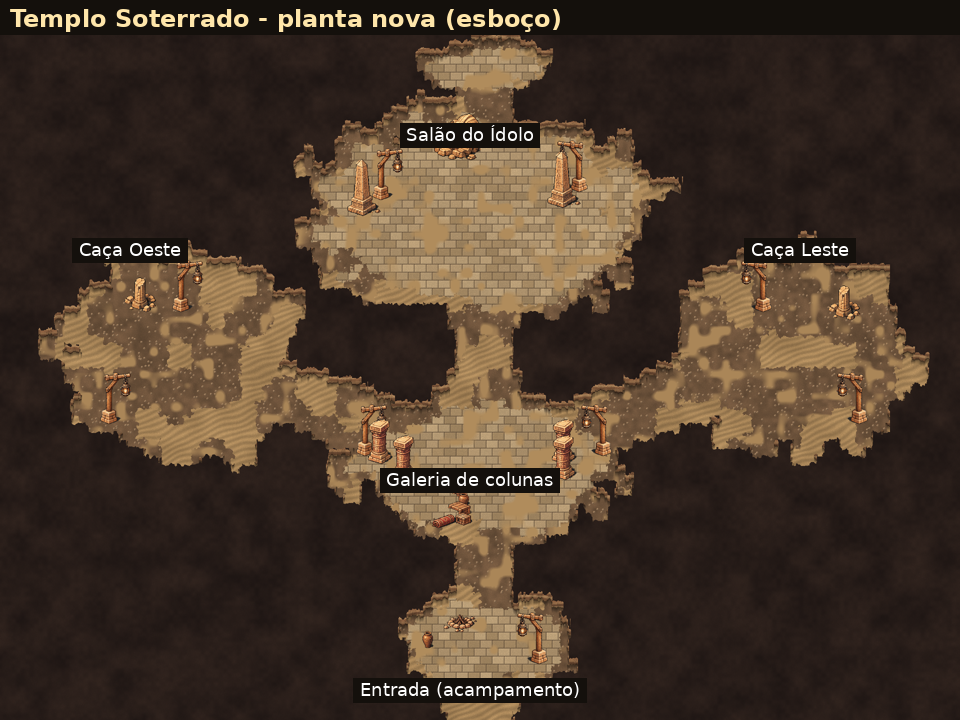 Templo Soterrado - planta nova (esboço)
Salão do Ídolo
Caça Oeste
Caça Leste
Galeria de colunas
Entrada (acampamento)